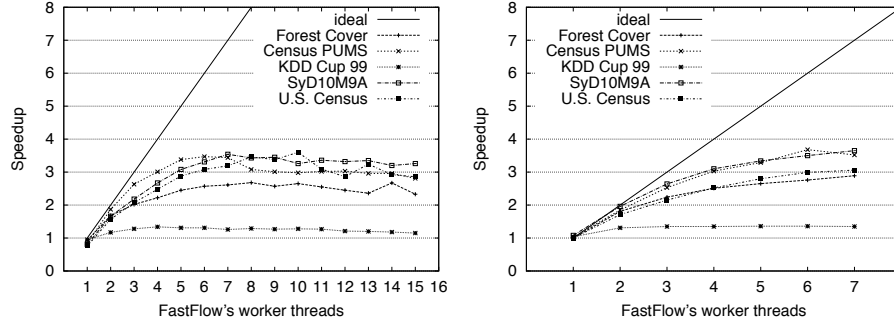 8
7
6
5
4
3
2
1
0
Speedup
ideal
Forest Cover
Census PUMS
KDD Cup 99
SyD10M9A
U.S. Census
1 2 3 4 5 6 7 8 9 10 11 12 13 14 15 16
FastFlow's worker threads
8
7
6
5
4
3
2
1
0
Speedup
ideal
Forest Cover
Census PUMS
KDD Cup 99
SyD10M9A
U.S. Census
1 2 3 4 5 6 7
FastFlow's worker threads